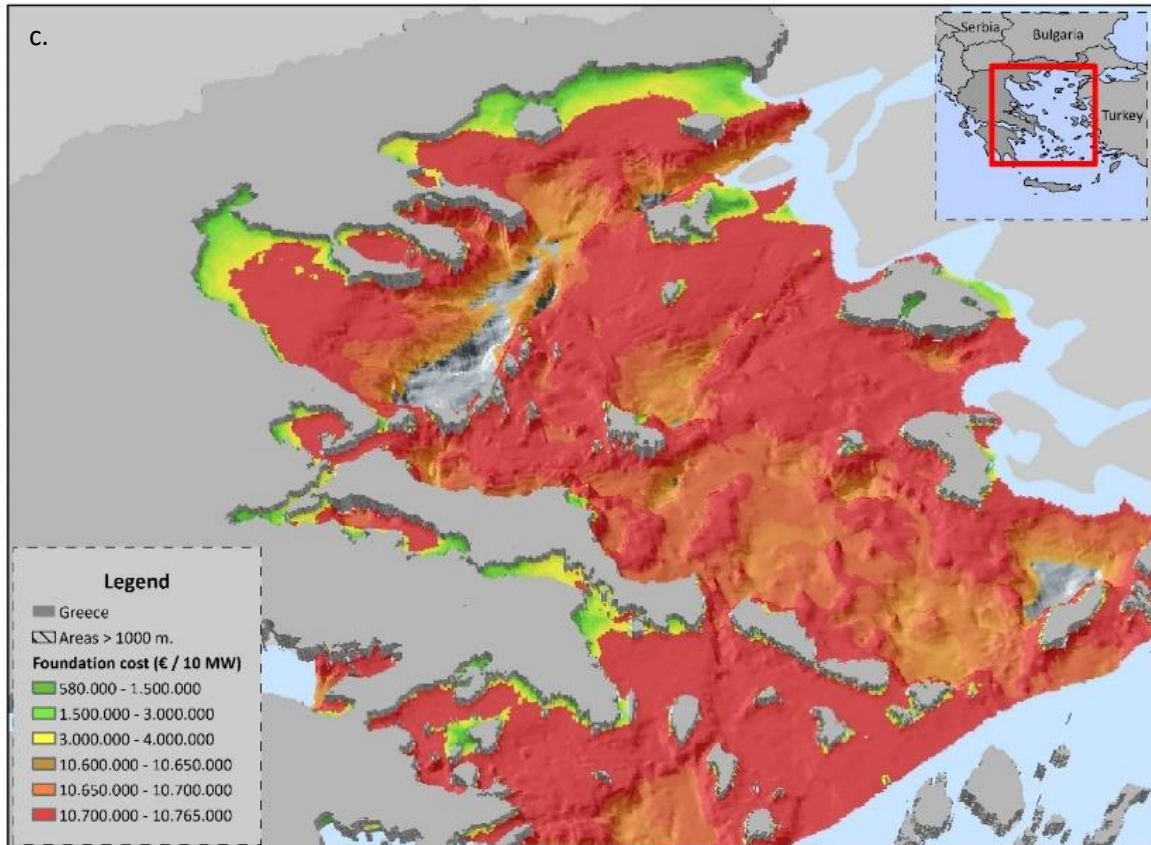 c.
Serbia
Bulgaria
Turkey
Legend
Greece
Areas > 1000 m.
Foundation cost (€ / 10 MW)
580.000 - 1.500.000
1.500.000 - 3.000.000
3.000.000 - 4.000.000
10.600.000 - 10.650.000
10.650.000 - 10.700.000
10.700.000 - 10.765.000